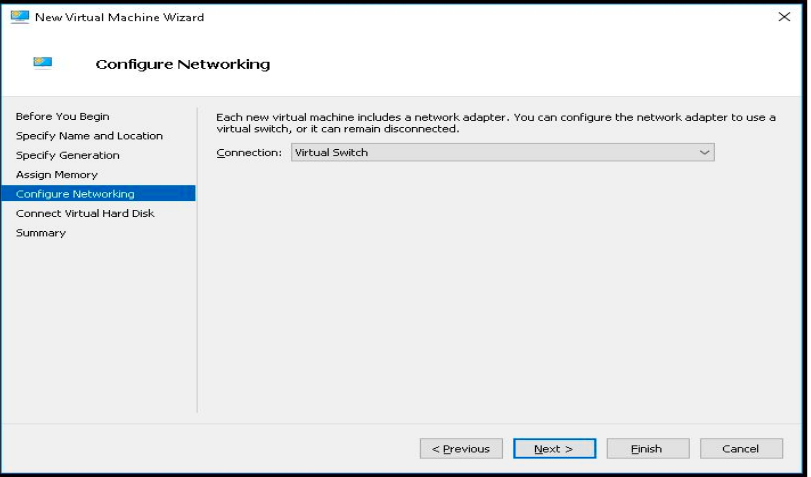 New Virtual Machine Wizard
Configure Networking
Before You Begin
Specify Name and Location
Specify Generation
Assign Memory
Configure Networking
Connect Virtual Hard Disk
Summary
Each new virtual machine includes a network adapter. You can configure the network adapter to use a
virtual switch, or it can remain disconnected.
Connection: Virtual Switch
< Previous Next > Finish Cancel